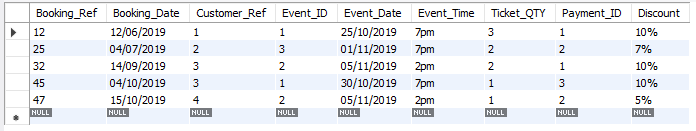 Booking_Ref Booking_Date Customer_Ref Event_ID Event_Date Event_Time Ticket_QTY Payment_ID Discount
12 12/06/2019 1 1 25/10/2019 7pm 3 1 10%
25 04/07/2019 2 3 01/11/2019 7pm 2 2 7%
32 14/09/2019 3 2 05/11/2019 2pm 2 1 10%
45 04/10/2019 3 1 30/10/2019 7pm 1 3 10%
47 15/10/2019 4 2 05/11/2019 2pm 1 2 5%
NULL NULL NULL NULL NULL NULL NULL NULL NULL